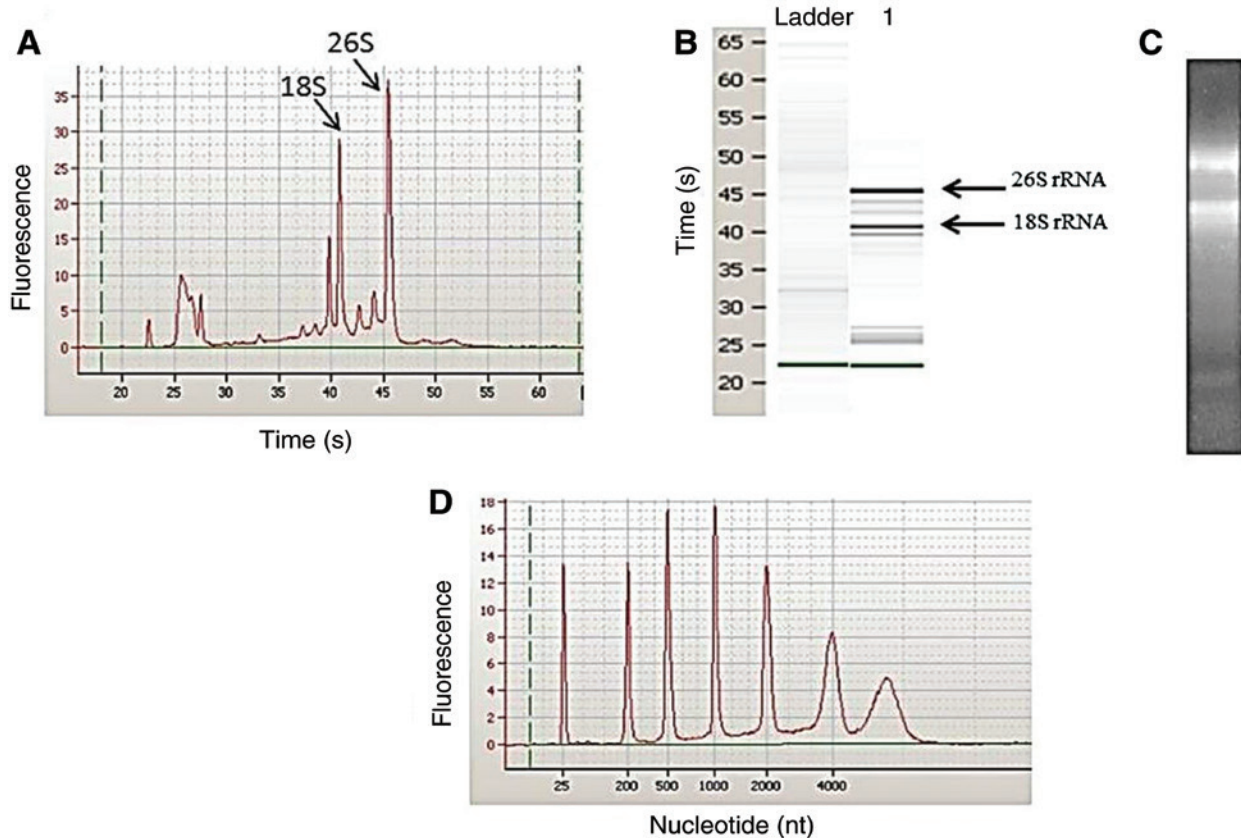 A
26S
18S
Fluorescence
35
30
25
20
15
10
5
0
20 25 30 35 40 45 50 55 60
Time (s)
B
Ladder 1
Time (s)
65
60
55
50
45
40
35
30
25
20
26S rRNA
18S rRNA
C
D
Fluorescence
18
16
14
12
10
8
6
4
2
0
25 200 500 1000 2000 4000
Nucleotide (nt)